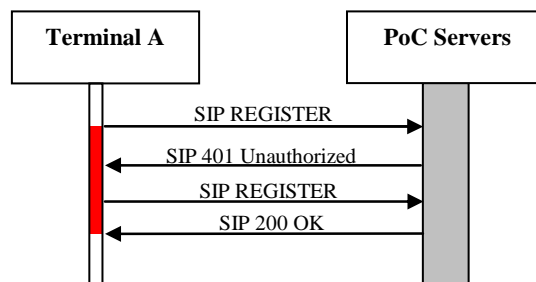 Terminal A
PoC Servers
SIP REGISTER
SIP 401 Unauthorized
SIP REGISTER
SIP 200 OK